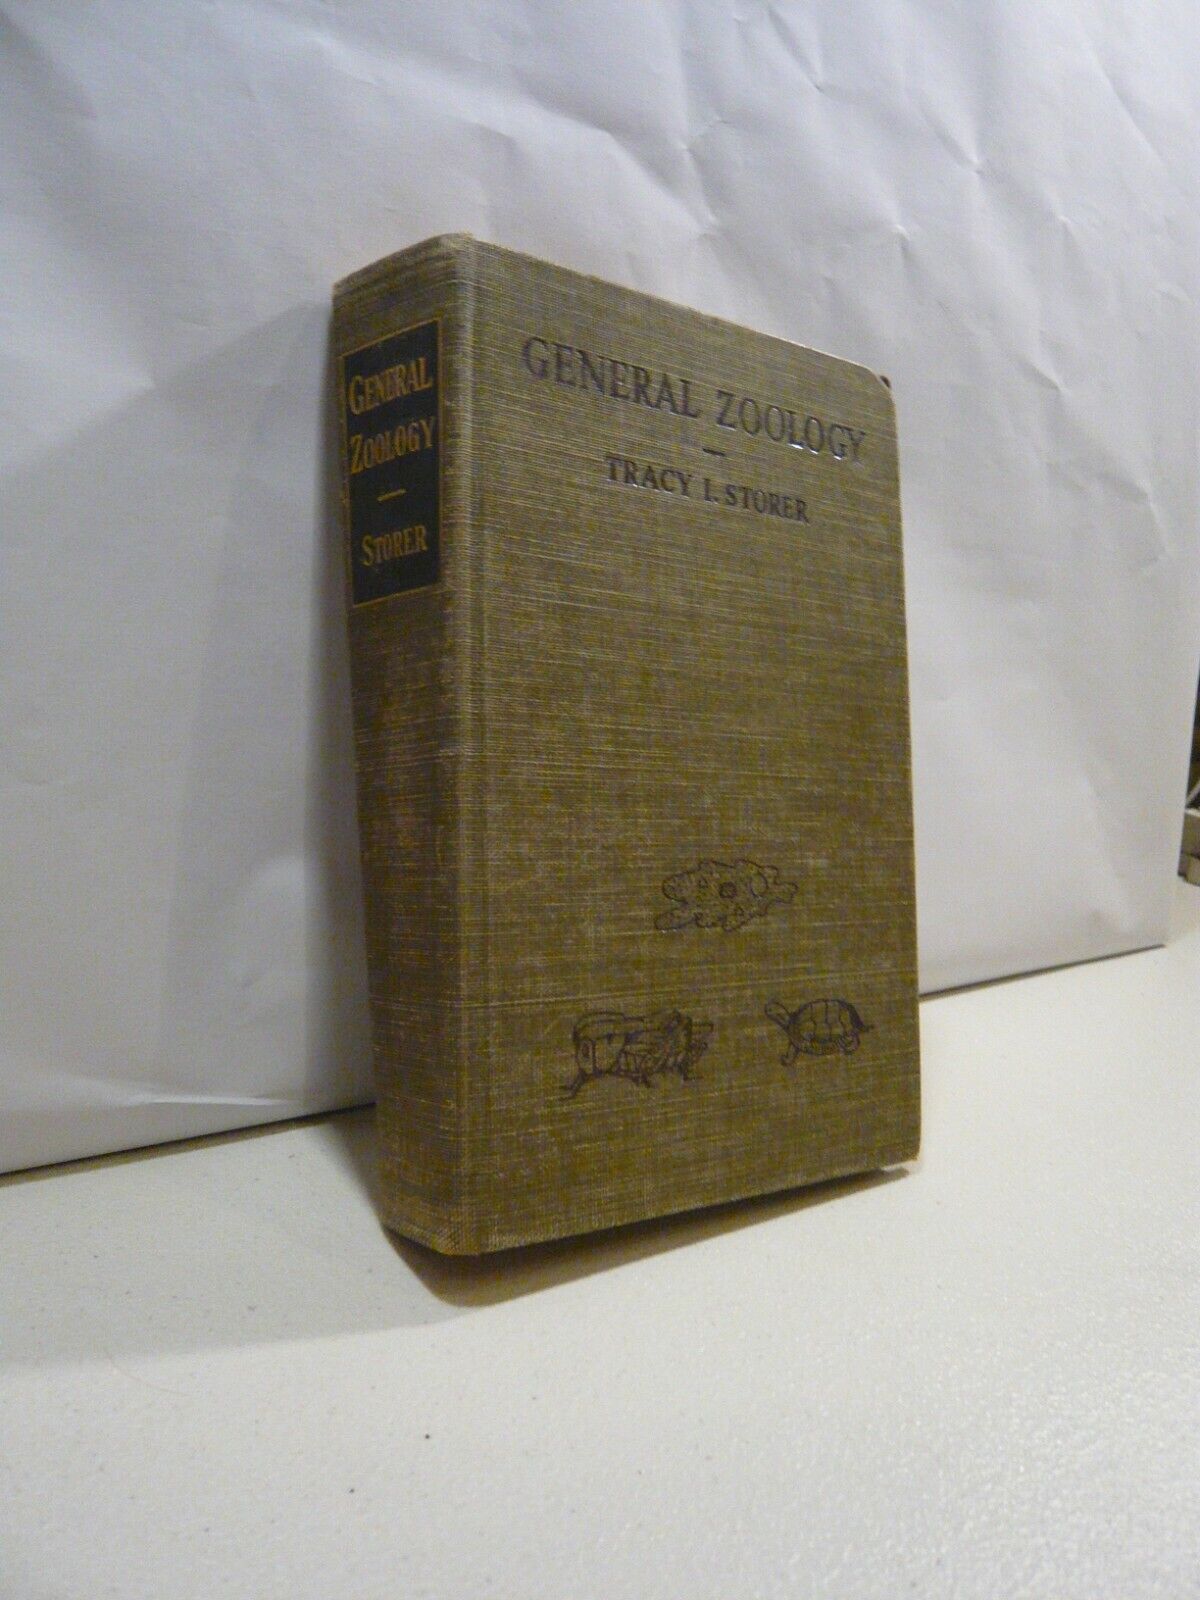 GENERAL
ZOOLOGY
—
STORER
GENERAL ZOOLOGY
—
TRACY I. STORER